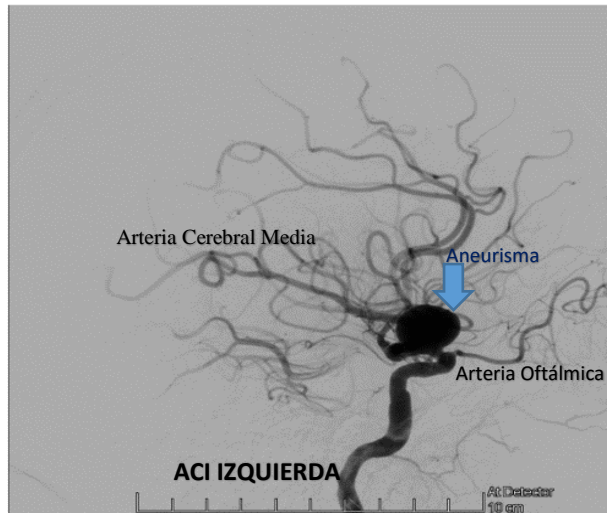 Arteria Cerebral Media
Aneurisma
Arteria Oftálmica
ACI IZQUIERDA
At Detector
10 cm